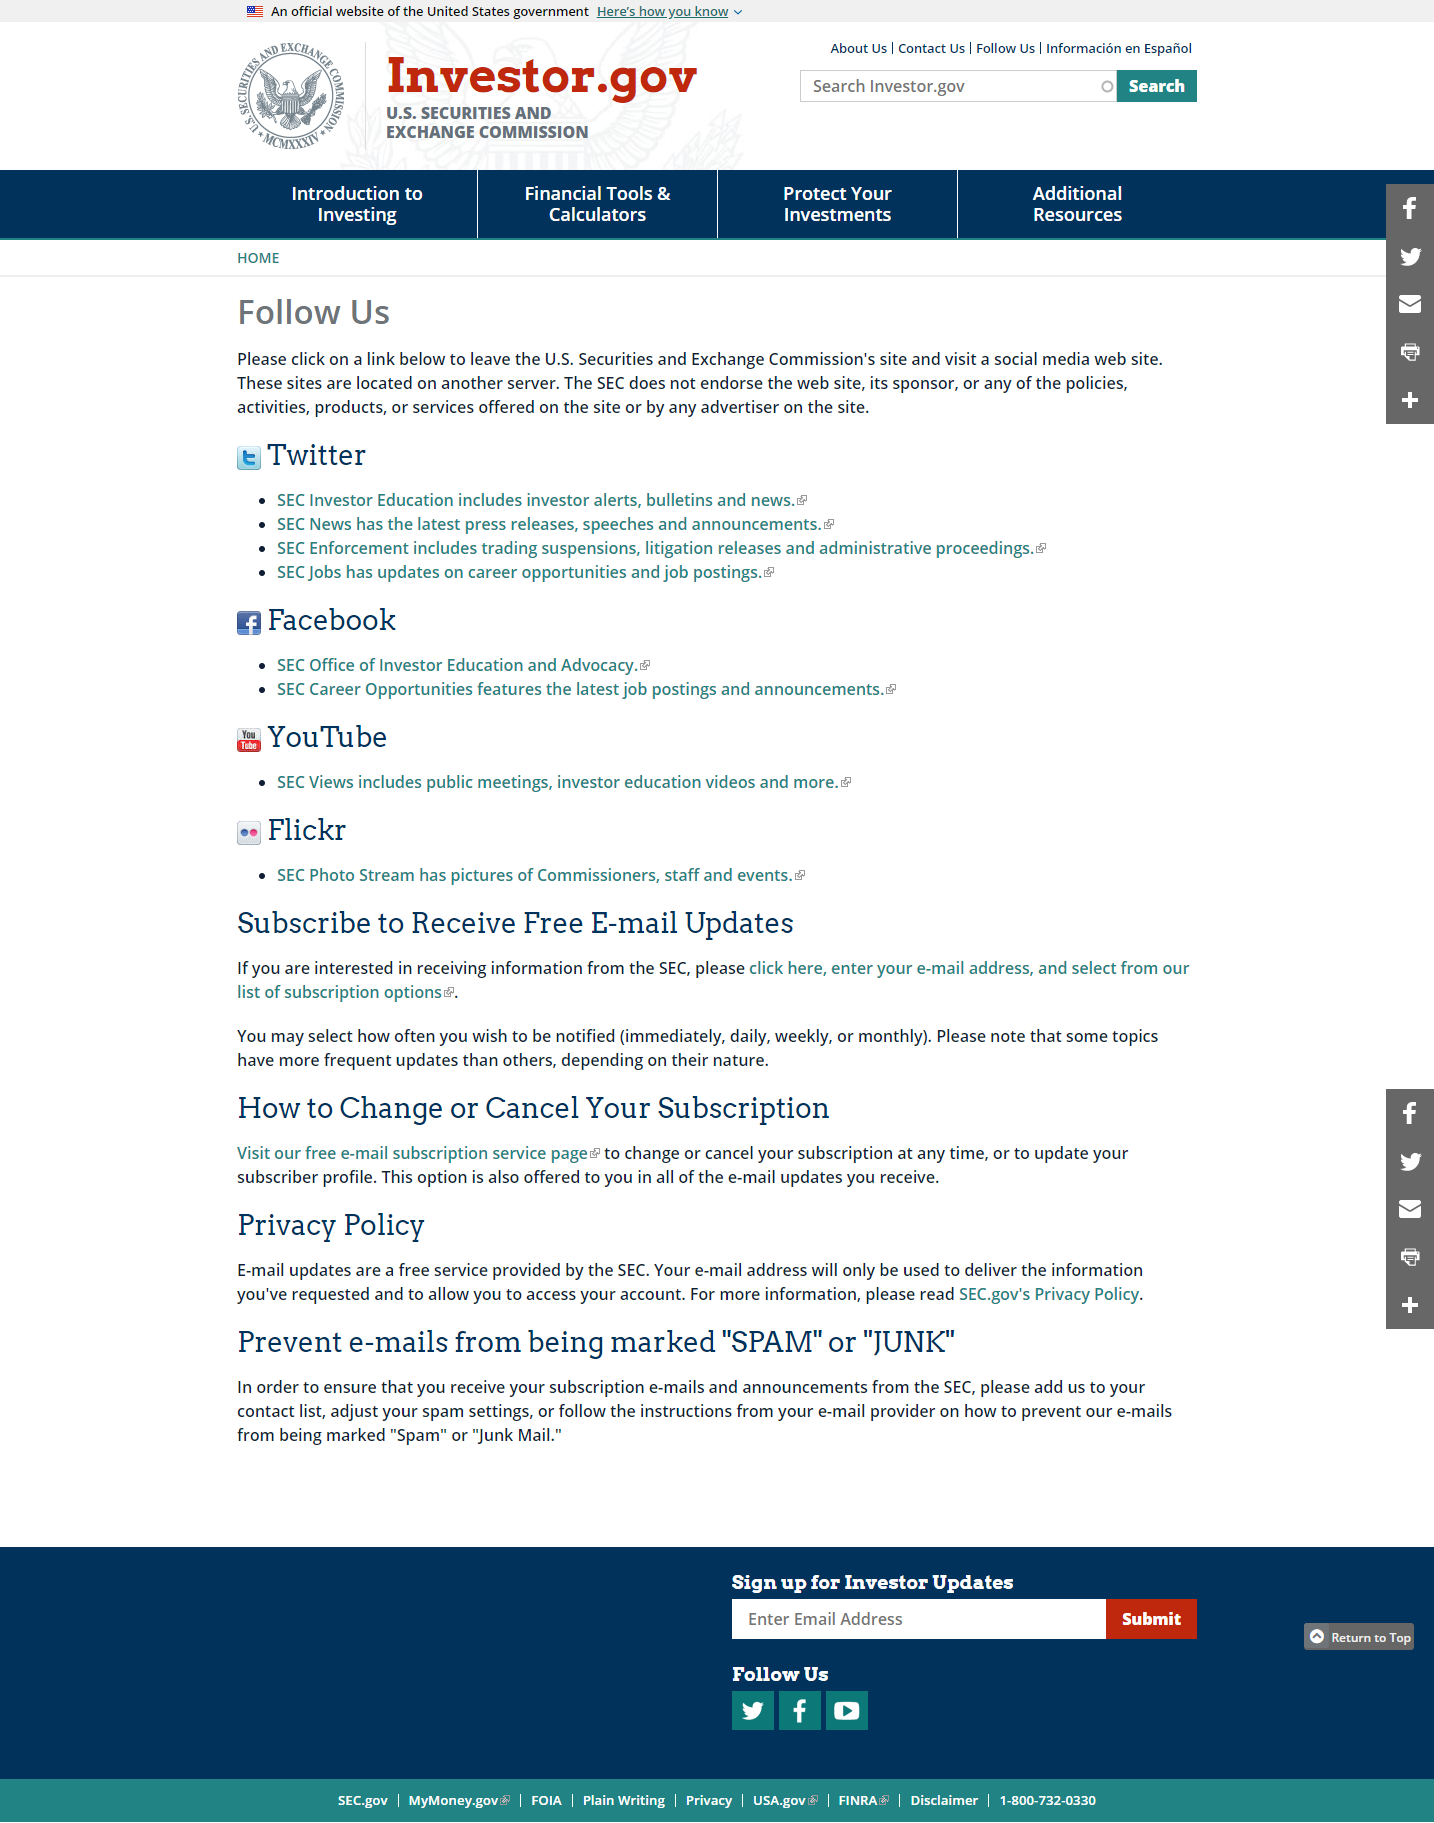 An official website of the United States government Here's how you know
About Us | Contact Us | Follow Us | Información en Español
U.S. SECURITIES AND EXCHANGE COMMISSION
MCMXXXIV
Investor.gov
U.S. SECURITIES AND
EXCHANGE COMMISSION
Search Investor.gov
Search
Introduction to
Investing
Financial Tools &
Calculators
Protect Your
Investments
Additional
Resources
HOME
Follow Us
Please click on a link below to leave the U.S. Securities and Exchange Commission's site and visit a social media web site.
These sites are located on another server. The SEC does not endorse the web site, its sponsor, or any of the policies,
activities, products, or services offered on the site or by any advertiser on the site.
Twitter
• SEC Investor Education includes investor alerts, bulletins and news.
• SEC News has the latest press releases, speeches and announcements.
• SEC Enforcement includes trading suspensions, litigation releases and administrative proceedings.
• SEC Jobs has updates on career opportunities and job postings.
Facebook
• SEC Office of Investor Education and Advocacy.
• SEC Career Opportunities features the latest job postings and announcements.
You
Tube
YouTube
• SEC Views includes public meetings, investor education videos and more.
Flickr
• SEC Photo Stream has pictures of Commissioners, staff and events.
Subscribe to Receive Free E-mail Updates
If you are interested in receiving information from the SEC, please click here, enter your e-mail address, and select from our
list of subscription options.
You may select how often you wish to be notified (immediately, daily, weekly, or monthly). Please note that some topics
have more frequent updates than others, depending on their nature.
How to Change or Cancel Your Subscription
Visit our free e-mail subscription service page to change or cancel your subscription at any time, or to update your
subscriber profile. This option is also offered to you in all of the e-mail updates you receive.
Privacy Policy
E-mail updates are a free service provided by the SEC. Your e-mail address will only be used to deliver the information
you've requested and to allow you to access your account. For more information, please read SEC.gov's Privacy Policy.
Prevent e-mails from being marked "SPAM" or "JUNK"
In order to ensure that you receive your subscription e-mails and announcements from the SEC, please add us to your
contact list, adjust your spam settings, or follow the instructions from your e-mail provider on how to prevent our e-mails
from being marked "Spam" or "Junk Mail."
Sign up for Investor Updates
Enter Email Address
Submit
Return to Top
Follow Us
SEC.gov | MyMoney.gov | FOIA | Plain Writing | Privacy | USA.gov | FINRA | Disclaimer | 1-800-732-0330